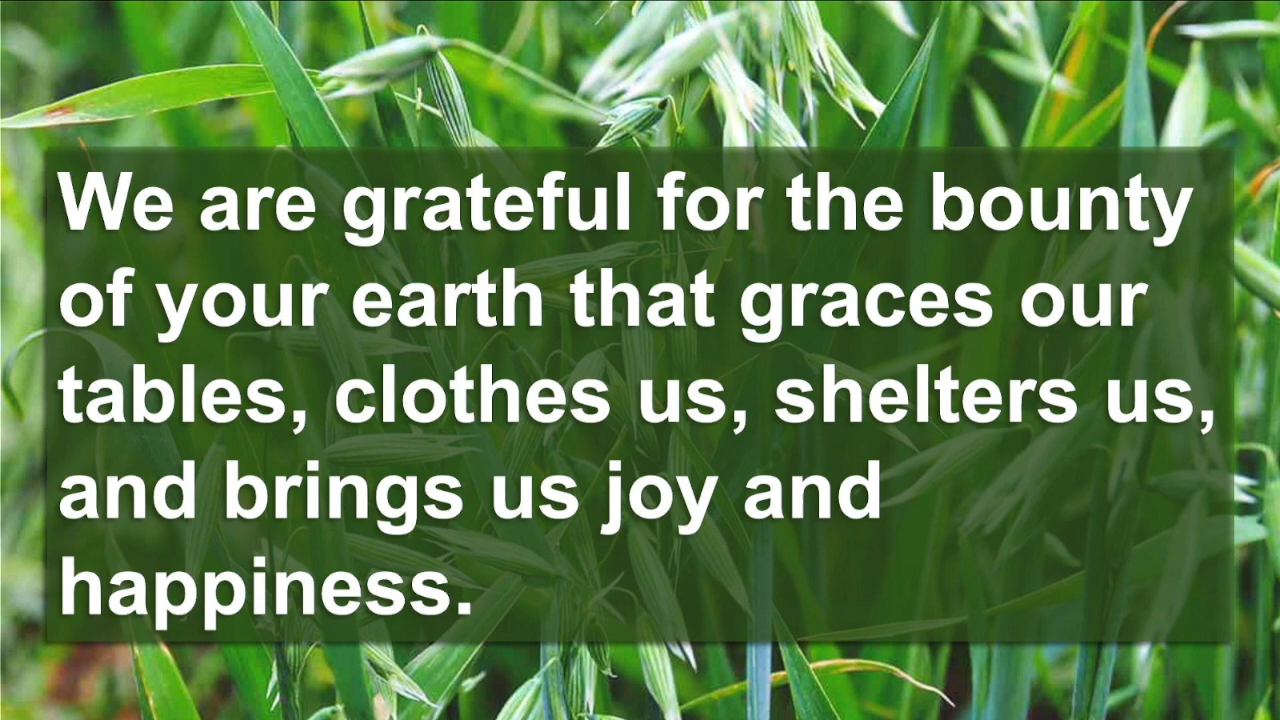 We are grateful for the bounty
of your earth that graces our
tables, clothes us, shelters us,
and brings us joy and
happiness.